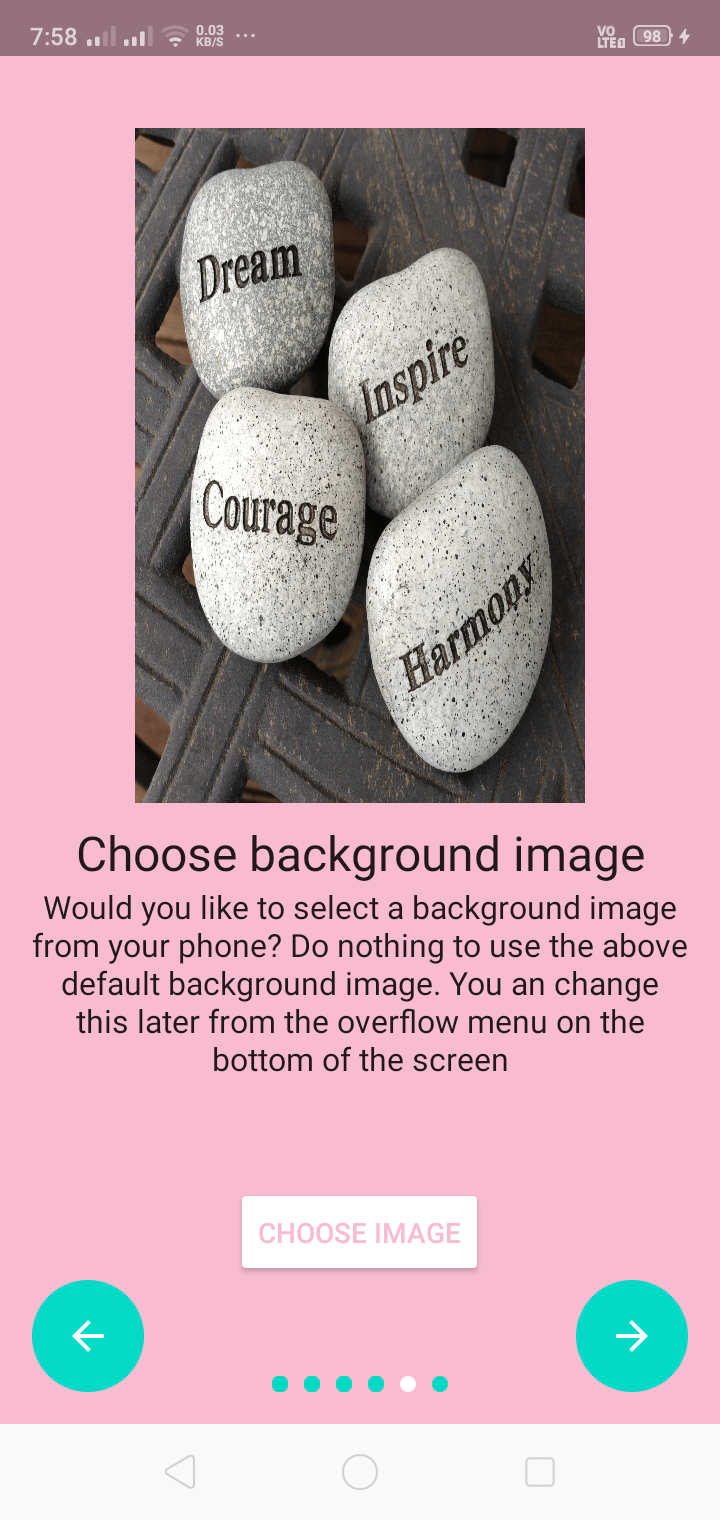 7:58 0.03 KB/S ... VO LTE 98
Dream
Inspire
Courage
Harmony
Choose background image
Would you like to select a background image
from your phone? Do nothing to use the above
default background image. You an change
this later from the overflow menu on the
bottom of the screen
CHOOSE IMAGE